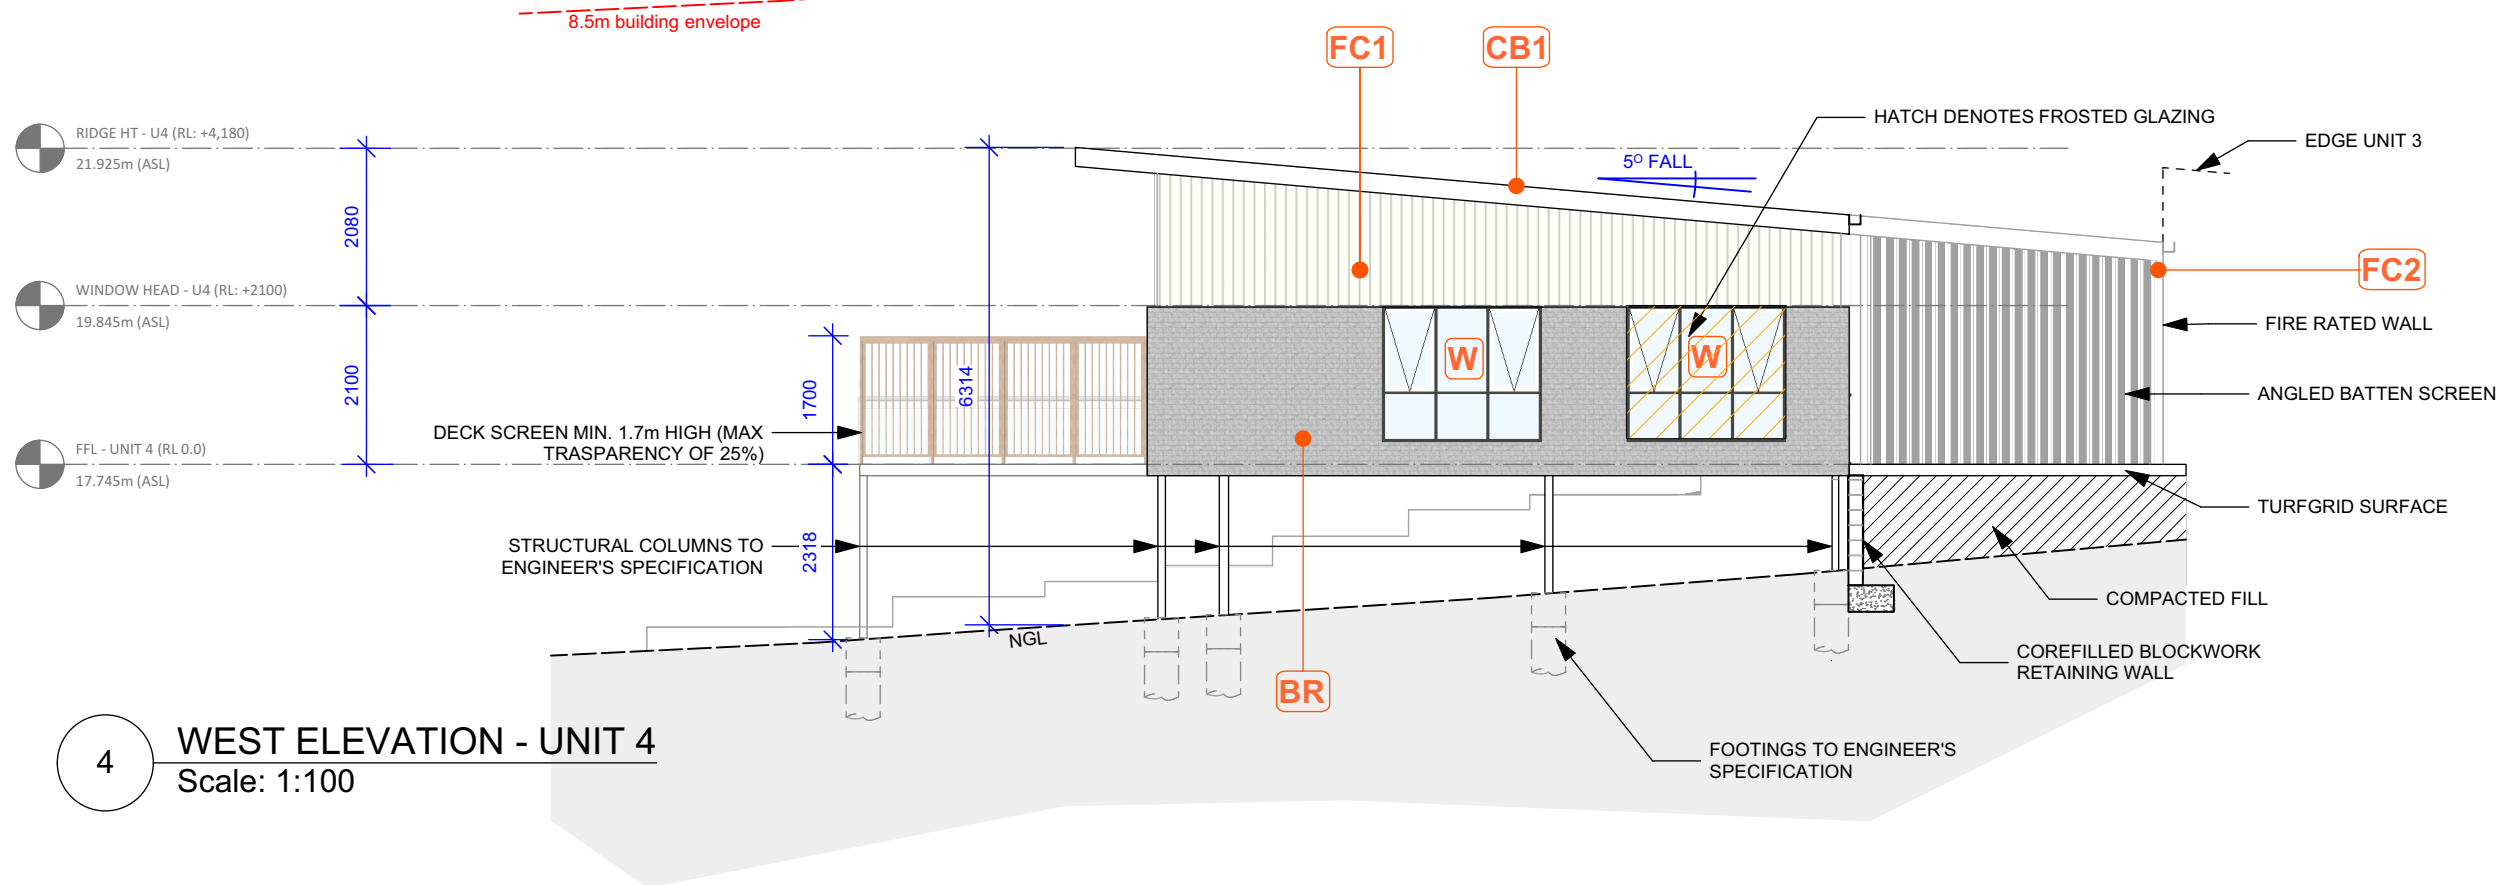 8.5m building envelope
FC1
CB1
HATCH DENOTES FROSTED GLAZING
RIDGE HT - U4 (RL: +4,180)
21.925m (ASL)
EDGE UNIT 3
5º FALL
2080
FC2
WINDOW HEAD - U4 (RL: +2100)
19.845m (ASL)
FIRE RATED WALL
W
W
2100
1700
6314
ANGLED BATTEN SCREEN
DECK SCREEN MIN. 1.7m HIGH (MAX
TRASPARENCY OF 25%)
FFL - UNIT 4 (RL 0.0)
17.745m (ASL)
TURFGRID SURFACE
STRUCTURAL COLUMNS TO
ENGINEER'S SPECIFICATION
2318
COMPACTED FILL
NGL
COREFILLED BLOCKWORK
RETAINING WALL
BR
4
WEST ELEVATION - UNIT 4
Scale: 1:100
FOOTINGS TO ENGINEER'S
SPECIFICATION